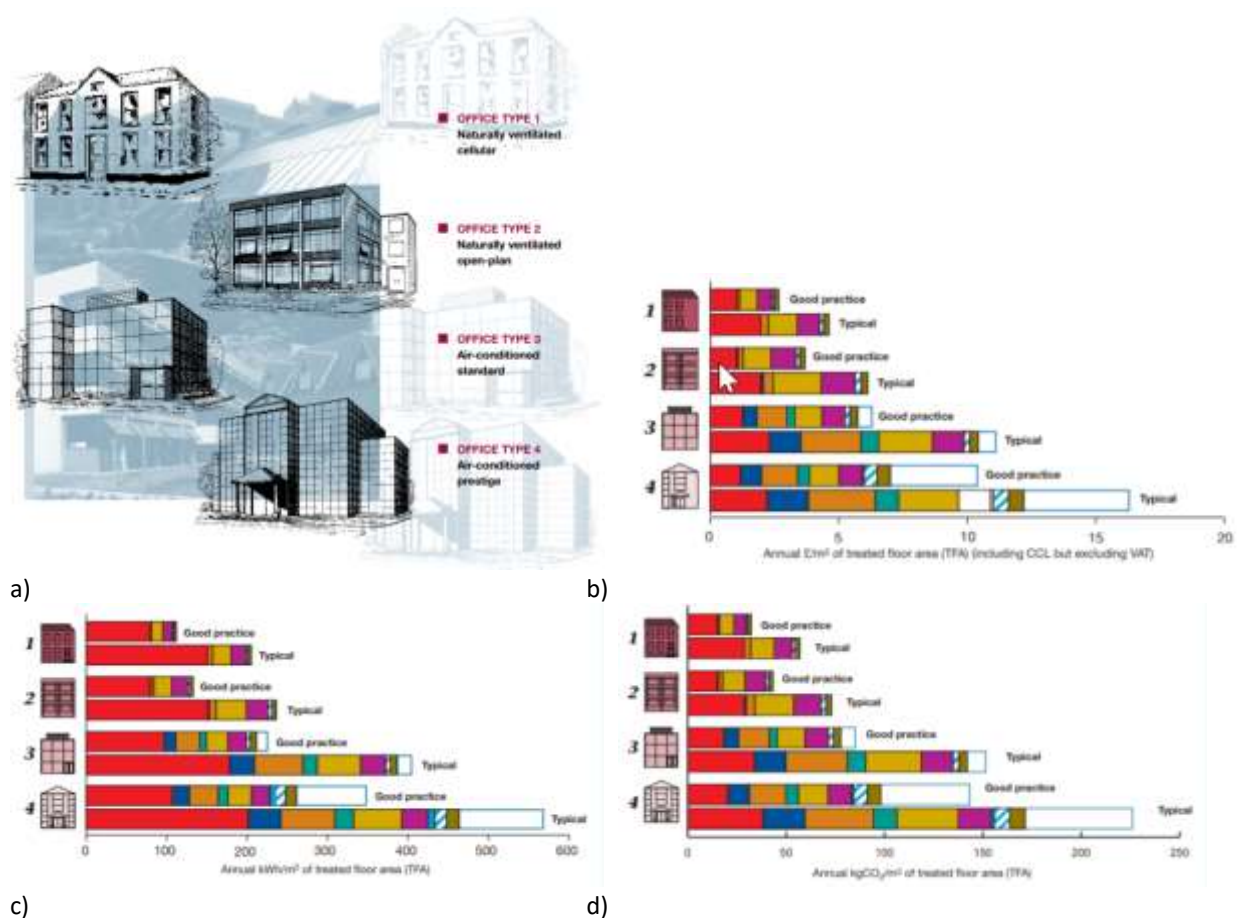 OFFICE TYPE 1
Naturally ventilated
cellular
OFFICE TYPE 2
Naturally ventilated
open-plan
OFFICE TYPE 3
Air-conditioned
standard
OFFICE TYPE 4
Air-conditioned
prestige
a)
1
Good practice
Typical
2
Good practice
Typical
3
Good practice
Typical
4
Good practice
Typical
0 5 10 15 20
Annual £/m² of treated floor area (TFA) (including CCL but excluding VAT)
b)
1
Good practice
Typical
2
Good practice
Typical
3
Good practice
Typical
4
Good practice
Typical
0 100 200 300 400 500 600
Annual kWh/m² of treated floor area (TFA)
c)
1
Good practice
Typical
2
Good practice
Typical
3
Good practice
Typical
4
Good practice
Typical
0 50 100 150 200 250
Annual kgCO₂/m² of treated floor area (TFA)
d)